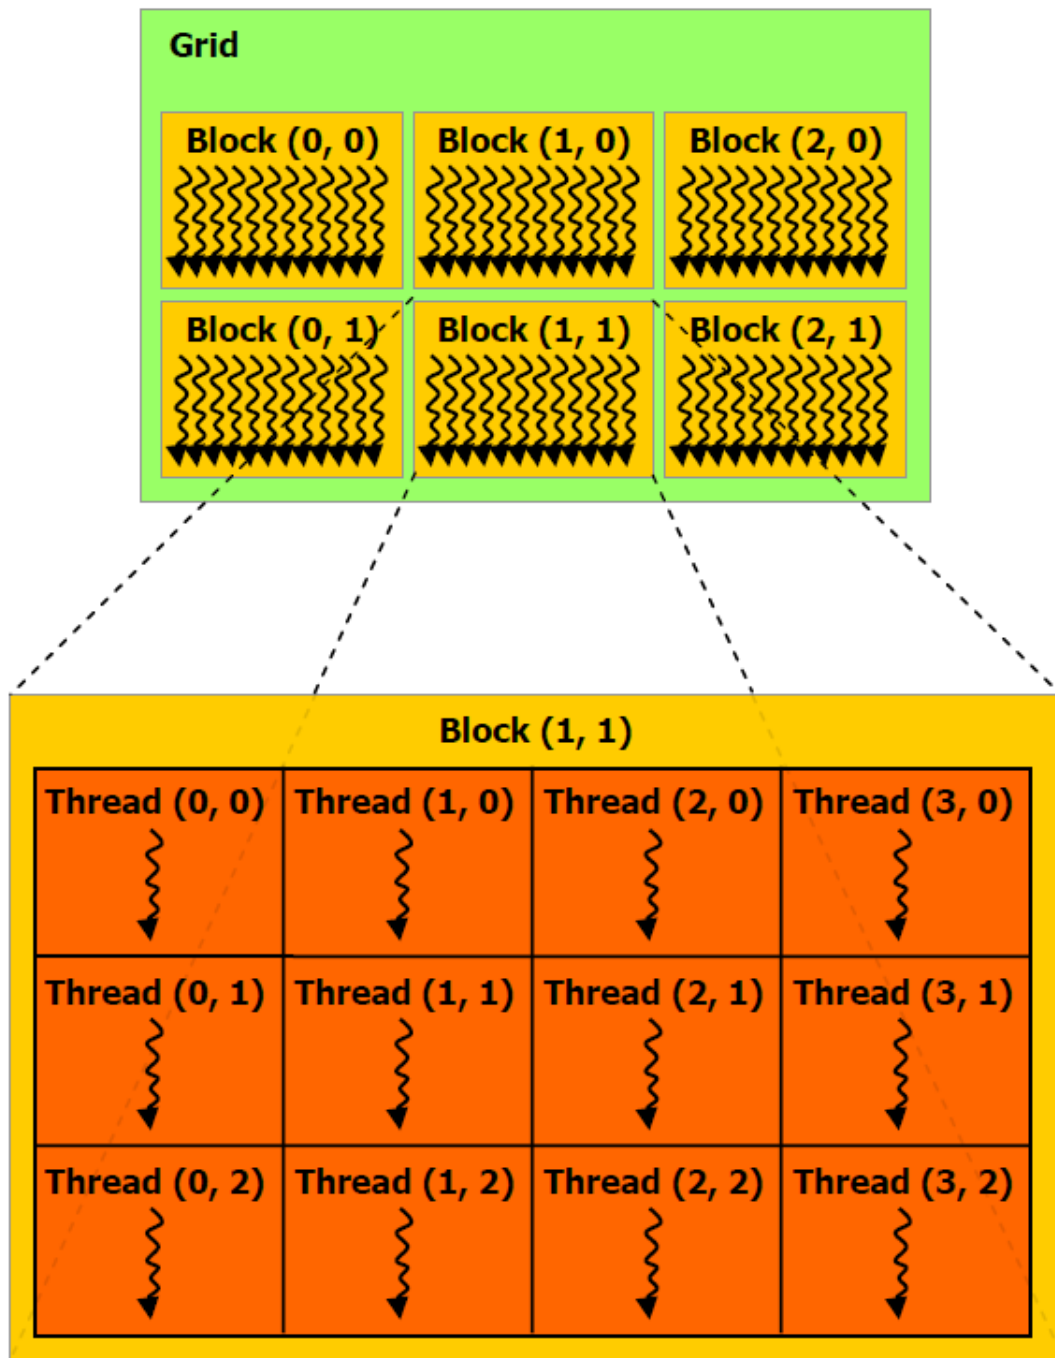 Grid
Block (0, 0) Block (1, 0) Block (2, 0)
Block (0, 1) Block (1, 1) Block (2, 1)
Block (1, 1)
Thread (0, 0) Thread (1, 0) Thread (2, 0) Thread (3, 0)
Thread (0, 1) Thread (1, 1) Thread (2, 1) Thread (3, 1)
Thread (0, 2) Thread (1, 2) Thread (2, 2) Thread (3, 2)